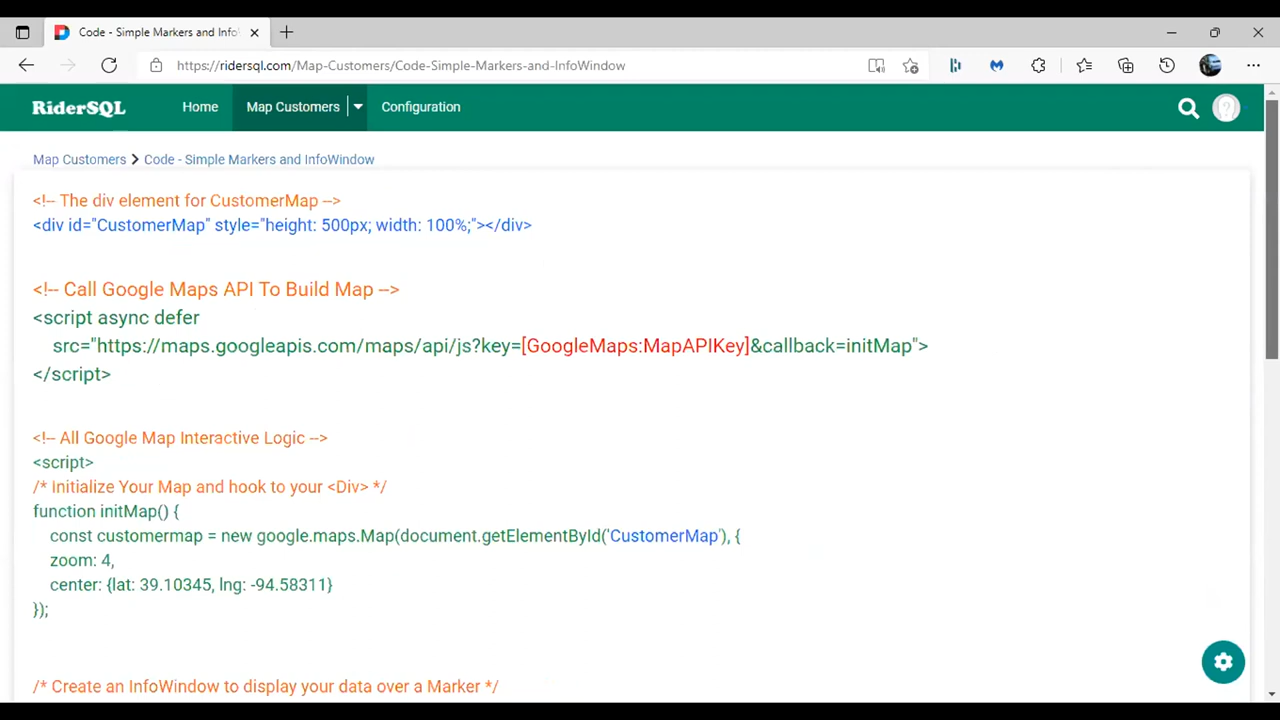 Code - Simple Markers and Info
https://ridersql.com/Map-Customers/Code-Simple-Markers-and-InfoWindow
RiderSQL Home Map Customers Configuration
Map Customers > Code - Simple Markers and InfoWindow
<!-- The div element for CustomerMap -->
<div id="CustomerMap" style="height: 500px; width: 100%;"></div>
<!-- Call Google Maps API To Build Map -->
<script async defer
src="https://maps.googleapis.com/maps/api/js?key=[GoogleMaps:MapAPIKey]&callback=initMap">
</script>
<!-- All Google Map Interactive Logic -->
<script>
/* Initialize Your Map and hook to your <Div> */
function initMap() {
const customermap = new google.maps.Map(document.getElementById('CustomerMap'), {
zoom: 4,
center: {lat: 39.10345, lng: -94.58311}
});
/* Create an InfoWindow to display your data over a Marker */